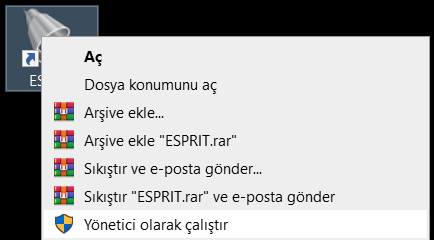 Aç
Dosya konumunu aç
Arşive ekle...
Arşive ekle "ESPRIT.rar"
Sıkıştır ve e-posta gönder...
Sıkıştır "ESPRIT.rar" ve e-posta gönder
Yönetici olarak çalıştır